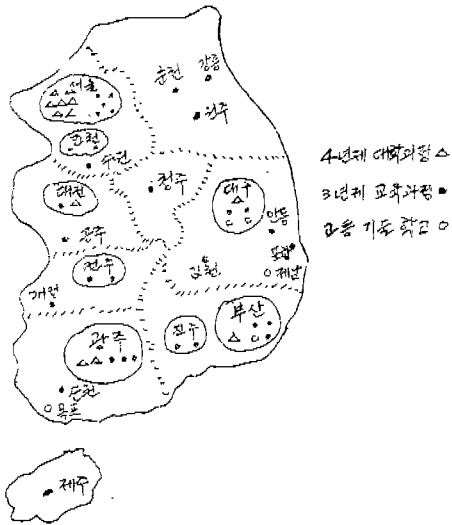 춘천 강릉
서울
원주
인천
수원
4년제 대학과정 △
청주
대전
대구
3년제 교육과정 ●
안동
공주
포항
고등 기술 학교 ○
김천
전주
부산
진주
광주
순천
목포
제주